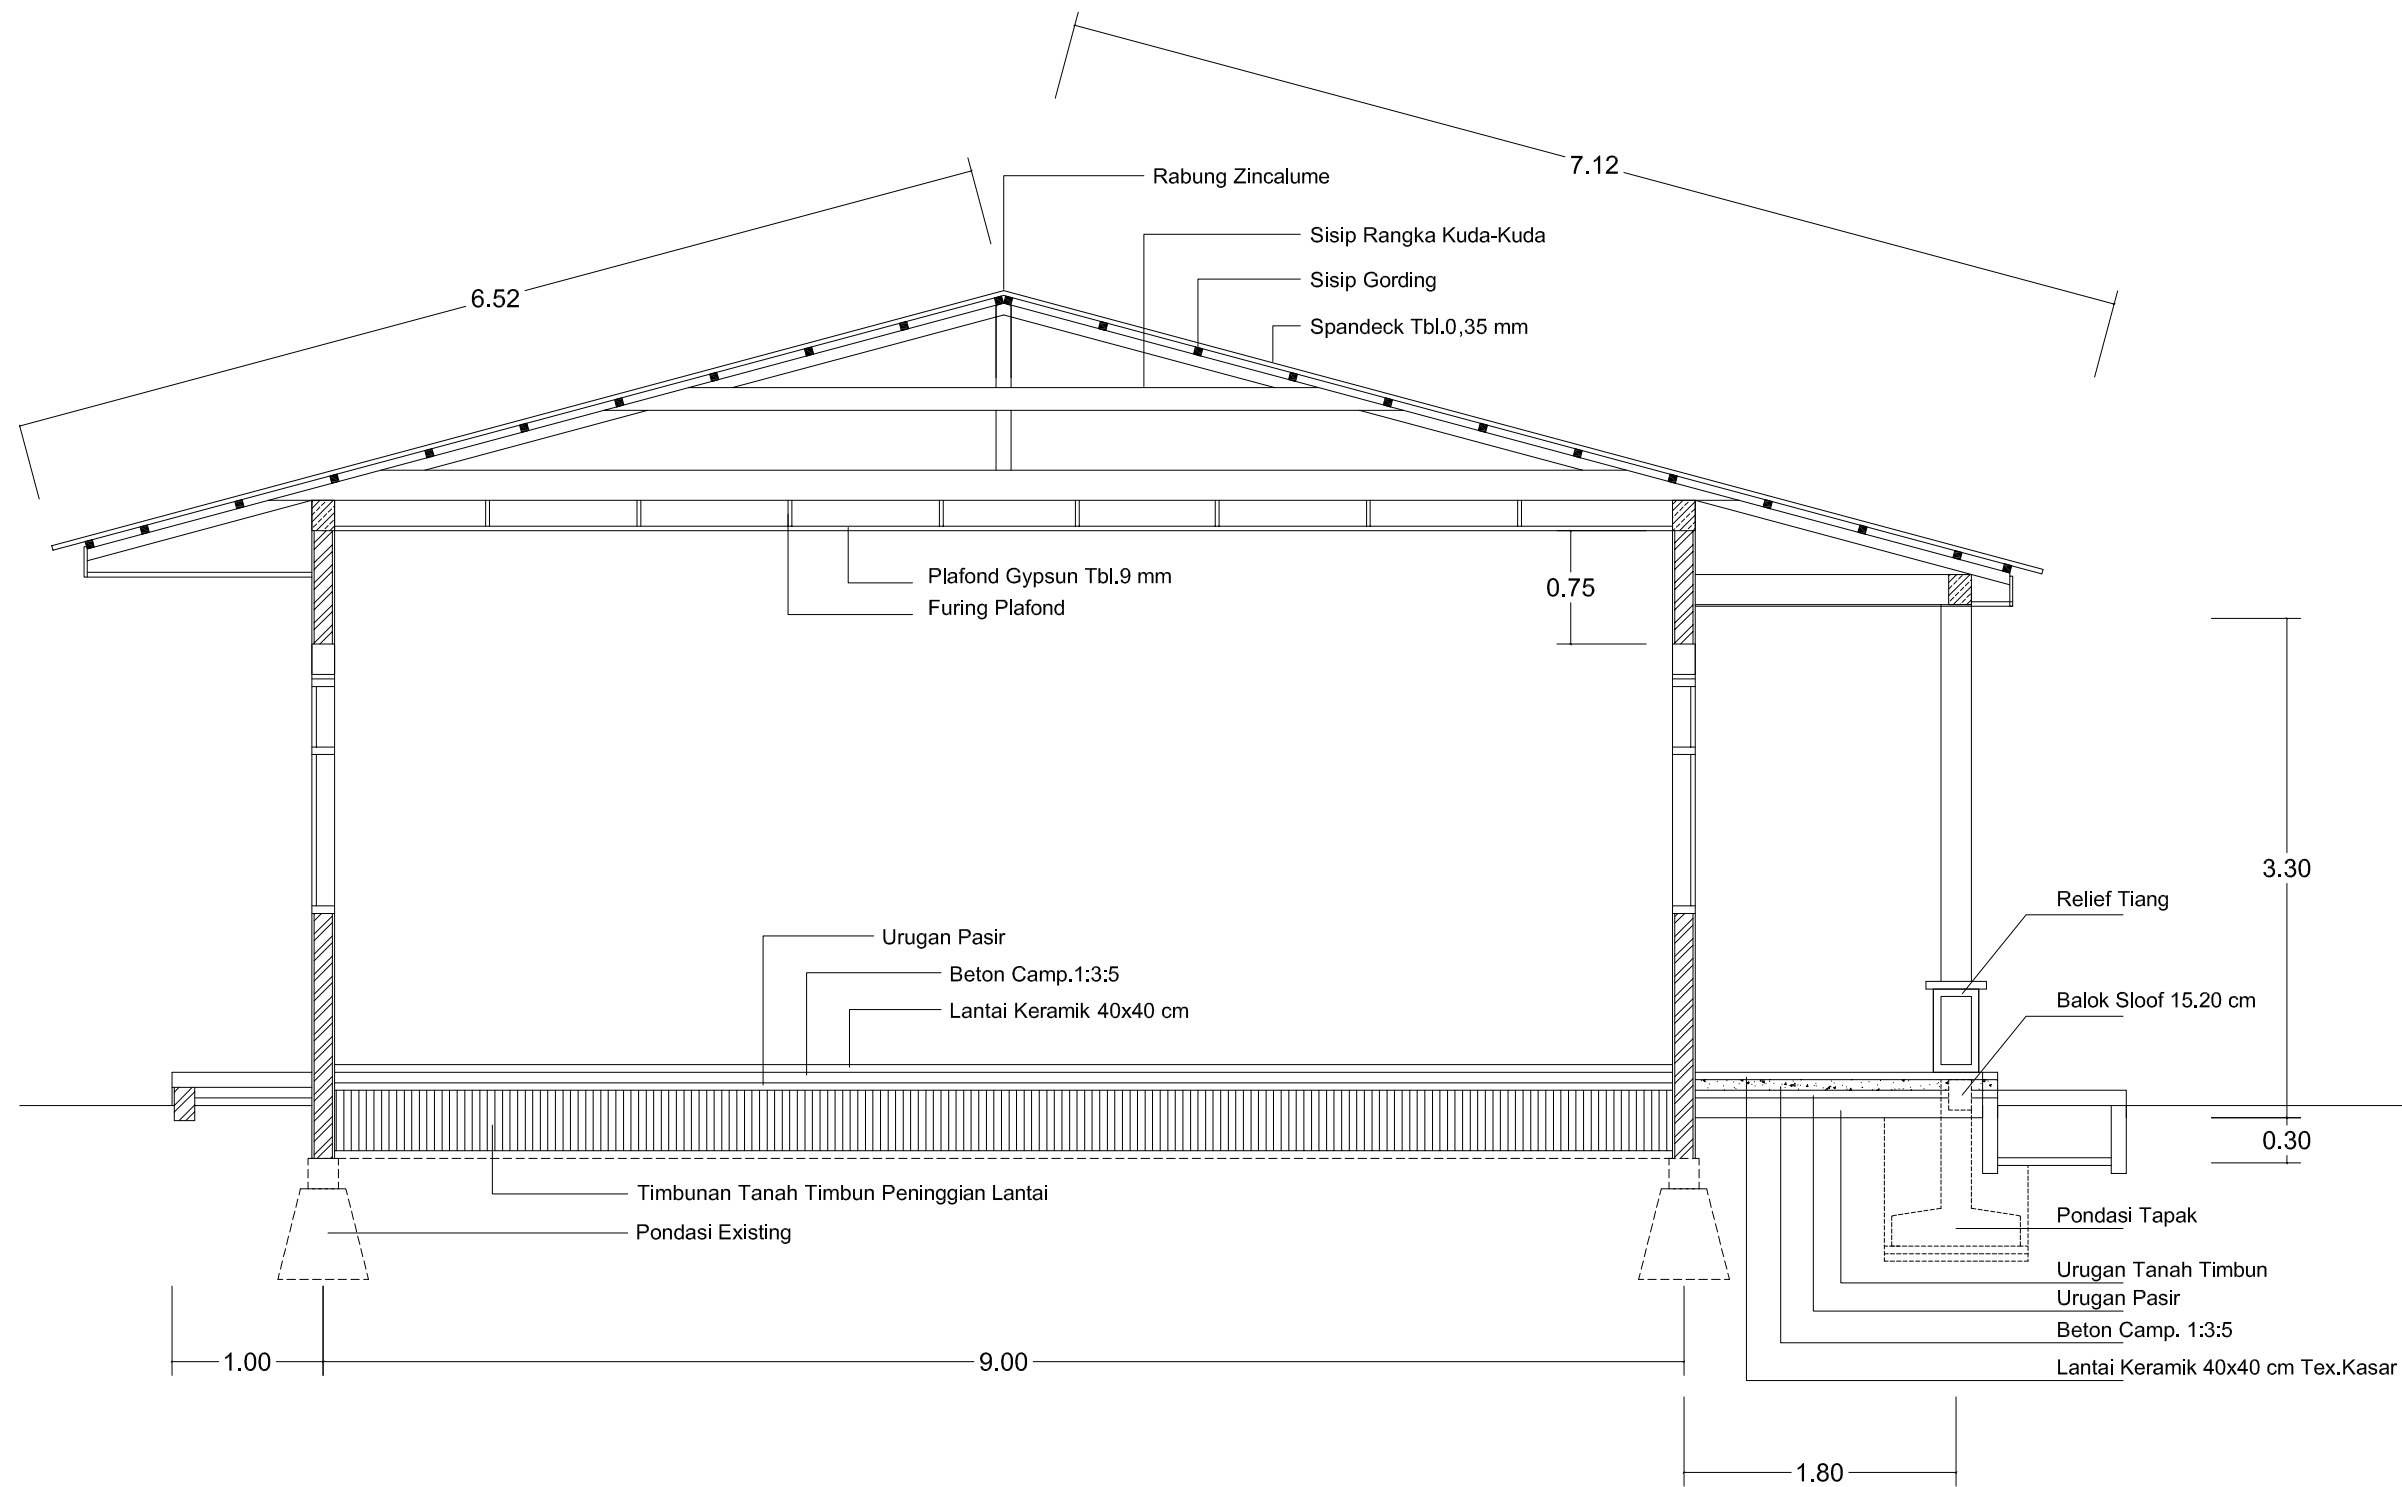 7.12
Rabung Zincalume
Sisip Rangka Kuda-Kuda
Sisip Gording
6.52
Spandeck Tbl.0,35 mm
Plafond Gypsun Tbl.9 mm
Furing Plafond
0.75
3.30
Relief Tiang
Urugan Pasir
Beton Camp.1:3:5
Lantai Keramik 40x40 cm
Balok Sloof 15.20 cm
0.30
Timbunan Tanah Timbun Peninggian Lantai
Pondasi Existing
Pondasi Tapak
Urugan Tanah Timbun
Urugan Pasir
Beton Camp. 1:3:5
Lantai Keramik 40x40 cm Tex.Kasar
1.00
9.00
1.80